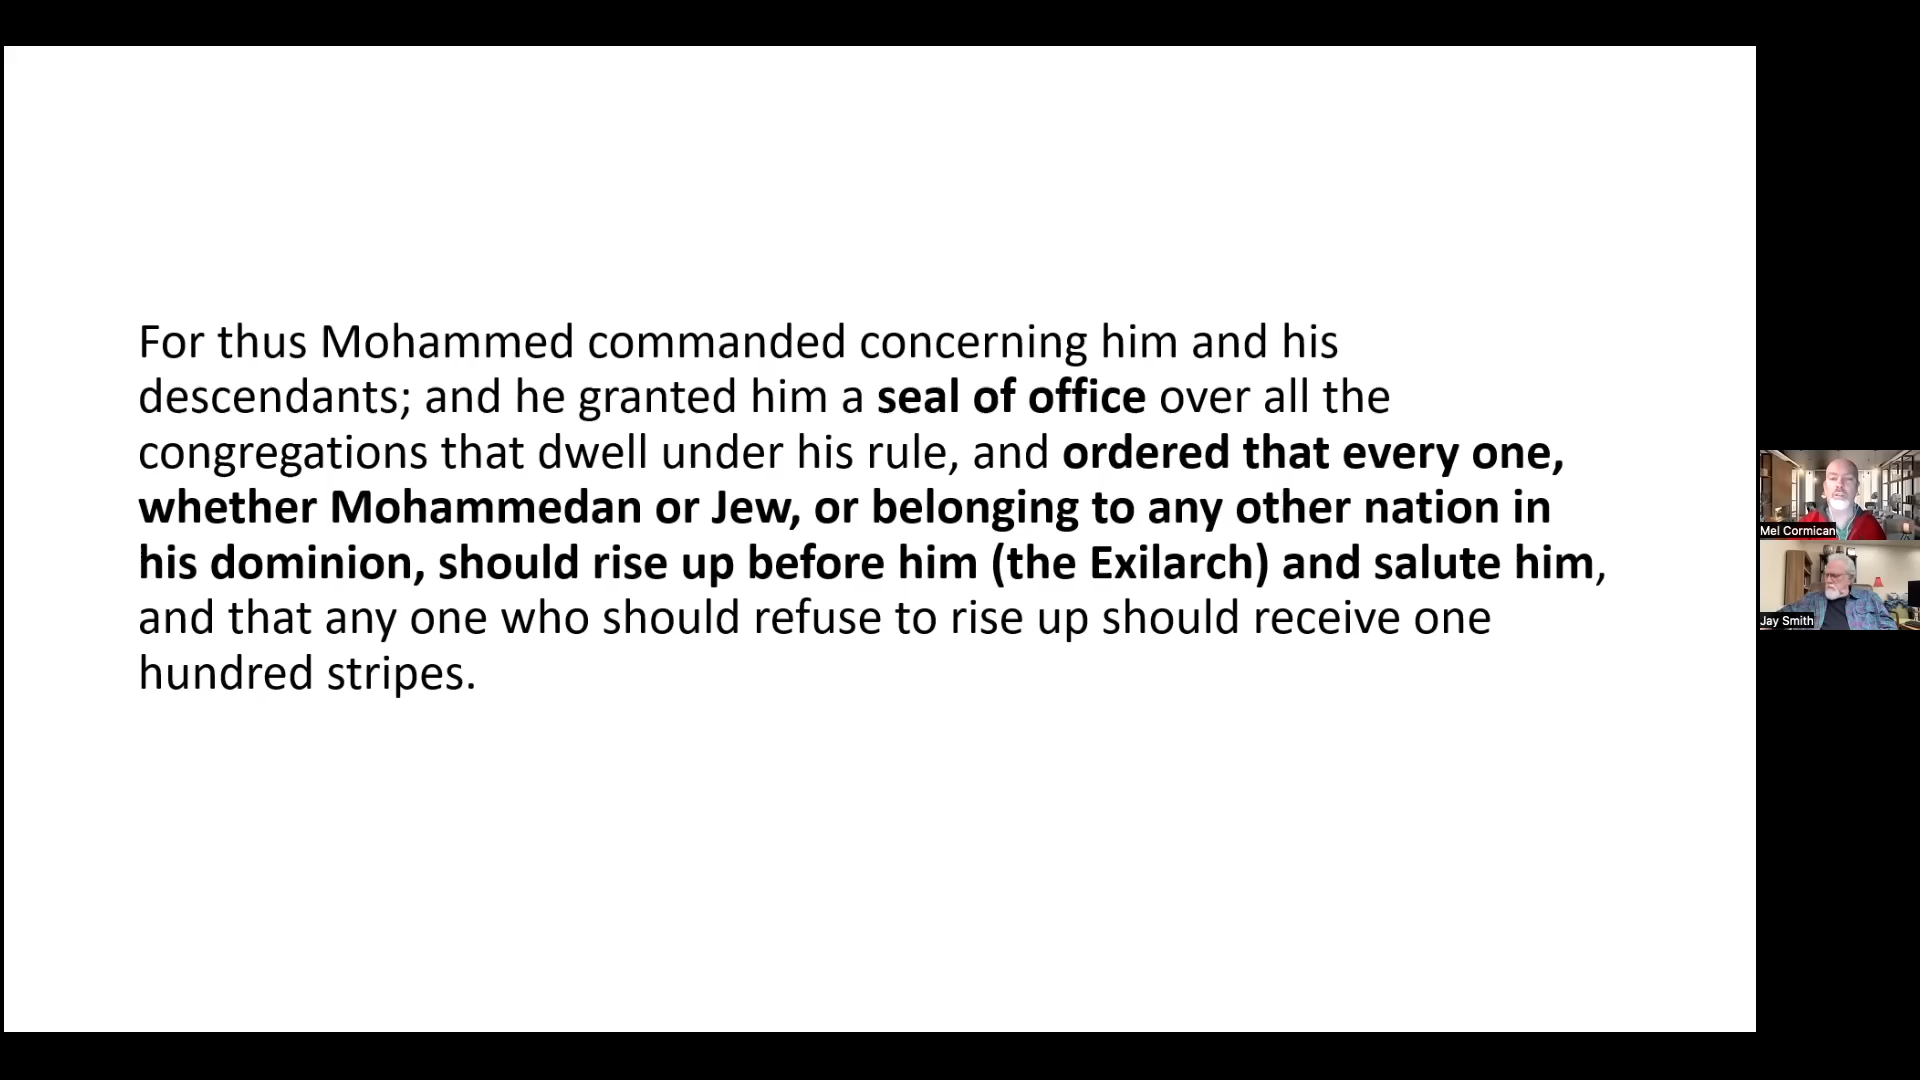 For thus Mohammed commanded concerning him and his
descendants; and he granted him a seal of office over all the
congregations that dwell under his rule, and ordered that every one,
whether Mohammedan or Jew, or belonging to any other nation in
his dominion, should rise up before him (the Exilarch) and salute him,
and that any one who should refuse to rise up should receive one
hundred stripes.
Mel Cormican
Jay Smith